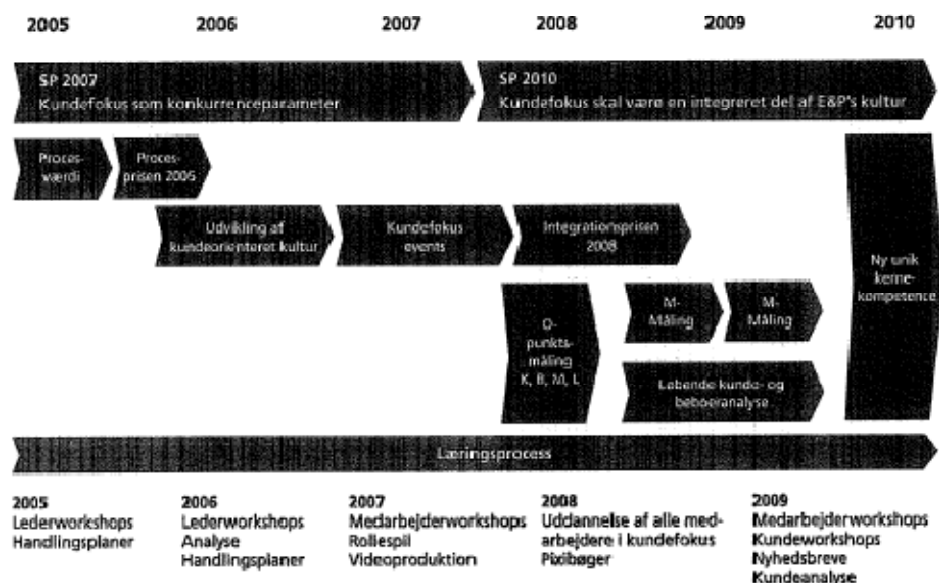 2005 2006 2007 2008 2009 2010
SP 2007
Kundefokus som konkurrenceparameter
SP 2010
Kundefokus skal være en integreret del af E&P's kultur
Proces-
værdi
Proces-
prisen 2006
Udvikling af
kundeorienteret kultur
Kundefokus
events
Integrationsprisen
2008
Ny unik
kerne-
kompetence
0-
punkts-
måling
K, B, M, L
M-
Måling
M-
Måling
Løbende kunde- og
beboeranalyse
Læringsprocess
2005
Lederworkshops
Handlingsplaner
2006
Lederworkshops
Analyse
Handlingsplaner
2007
Medarbejderworkshops
Rollespil
Videoproduktion
2008
Uddannelse af alle med-
arbejdere i kundefokus
Pixibøger
2009
Medarbejderworkshops
Kundeworkshops
Nyhedsbreve
Kundeanalyse